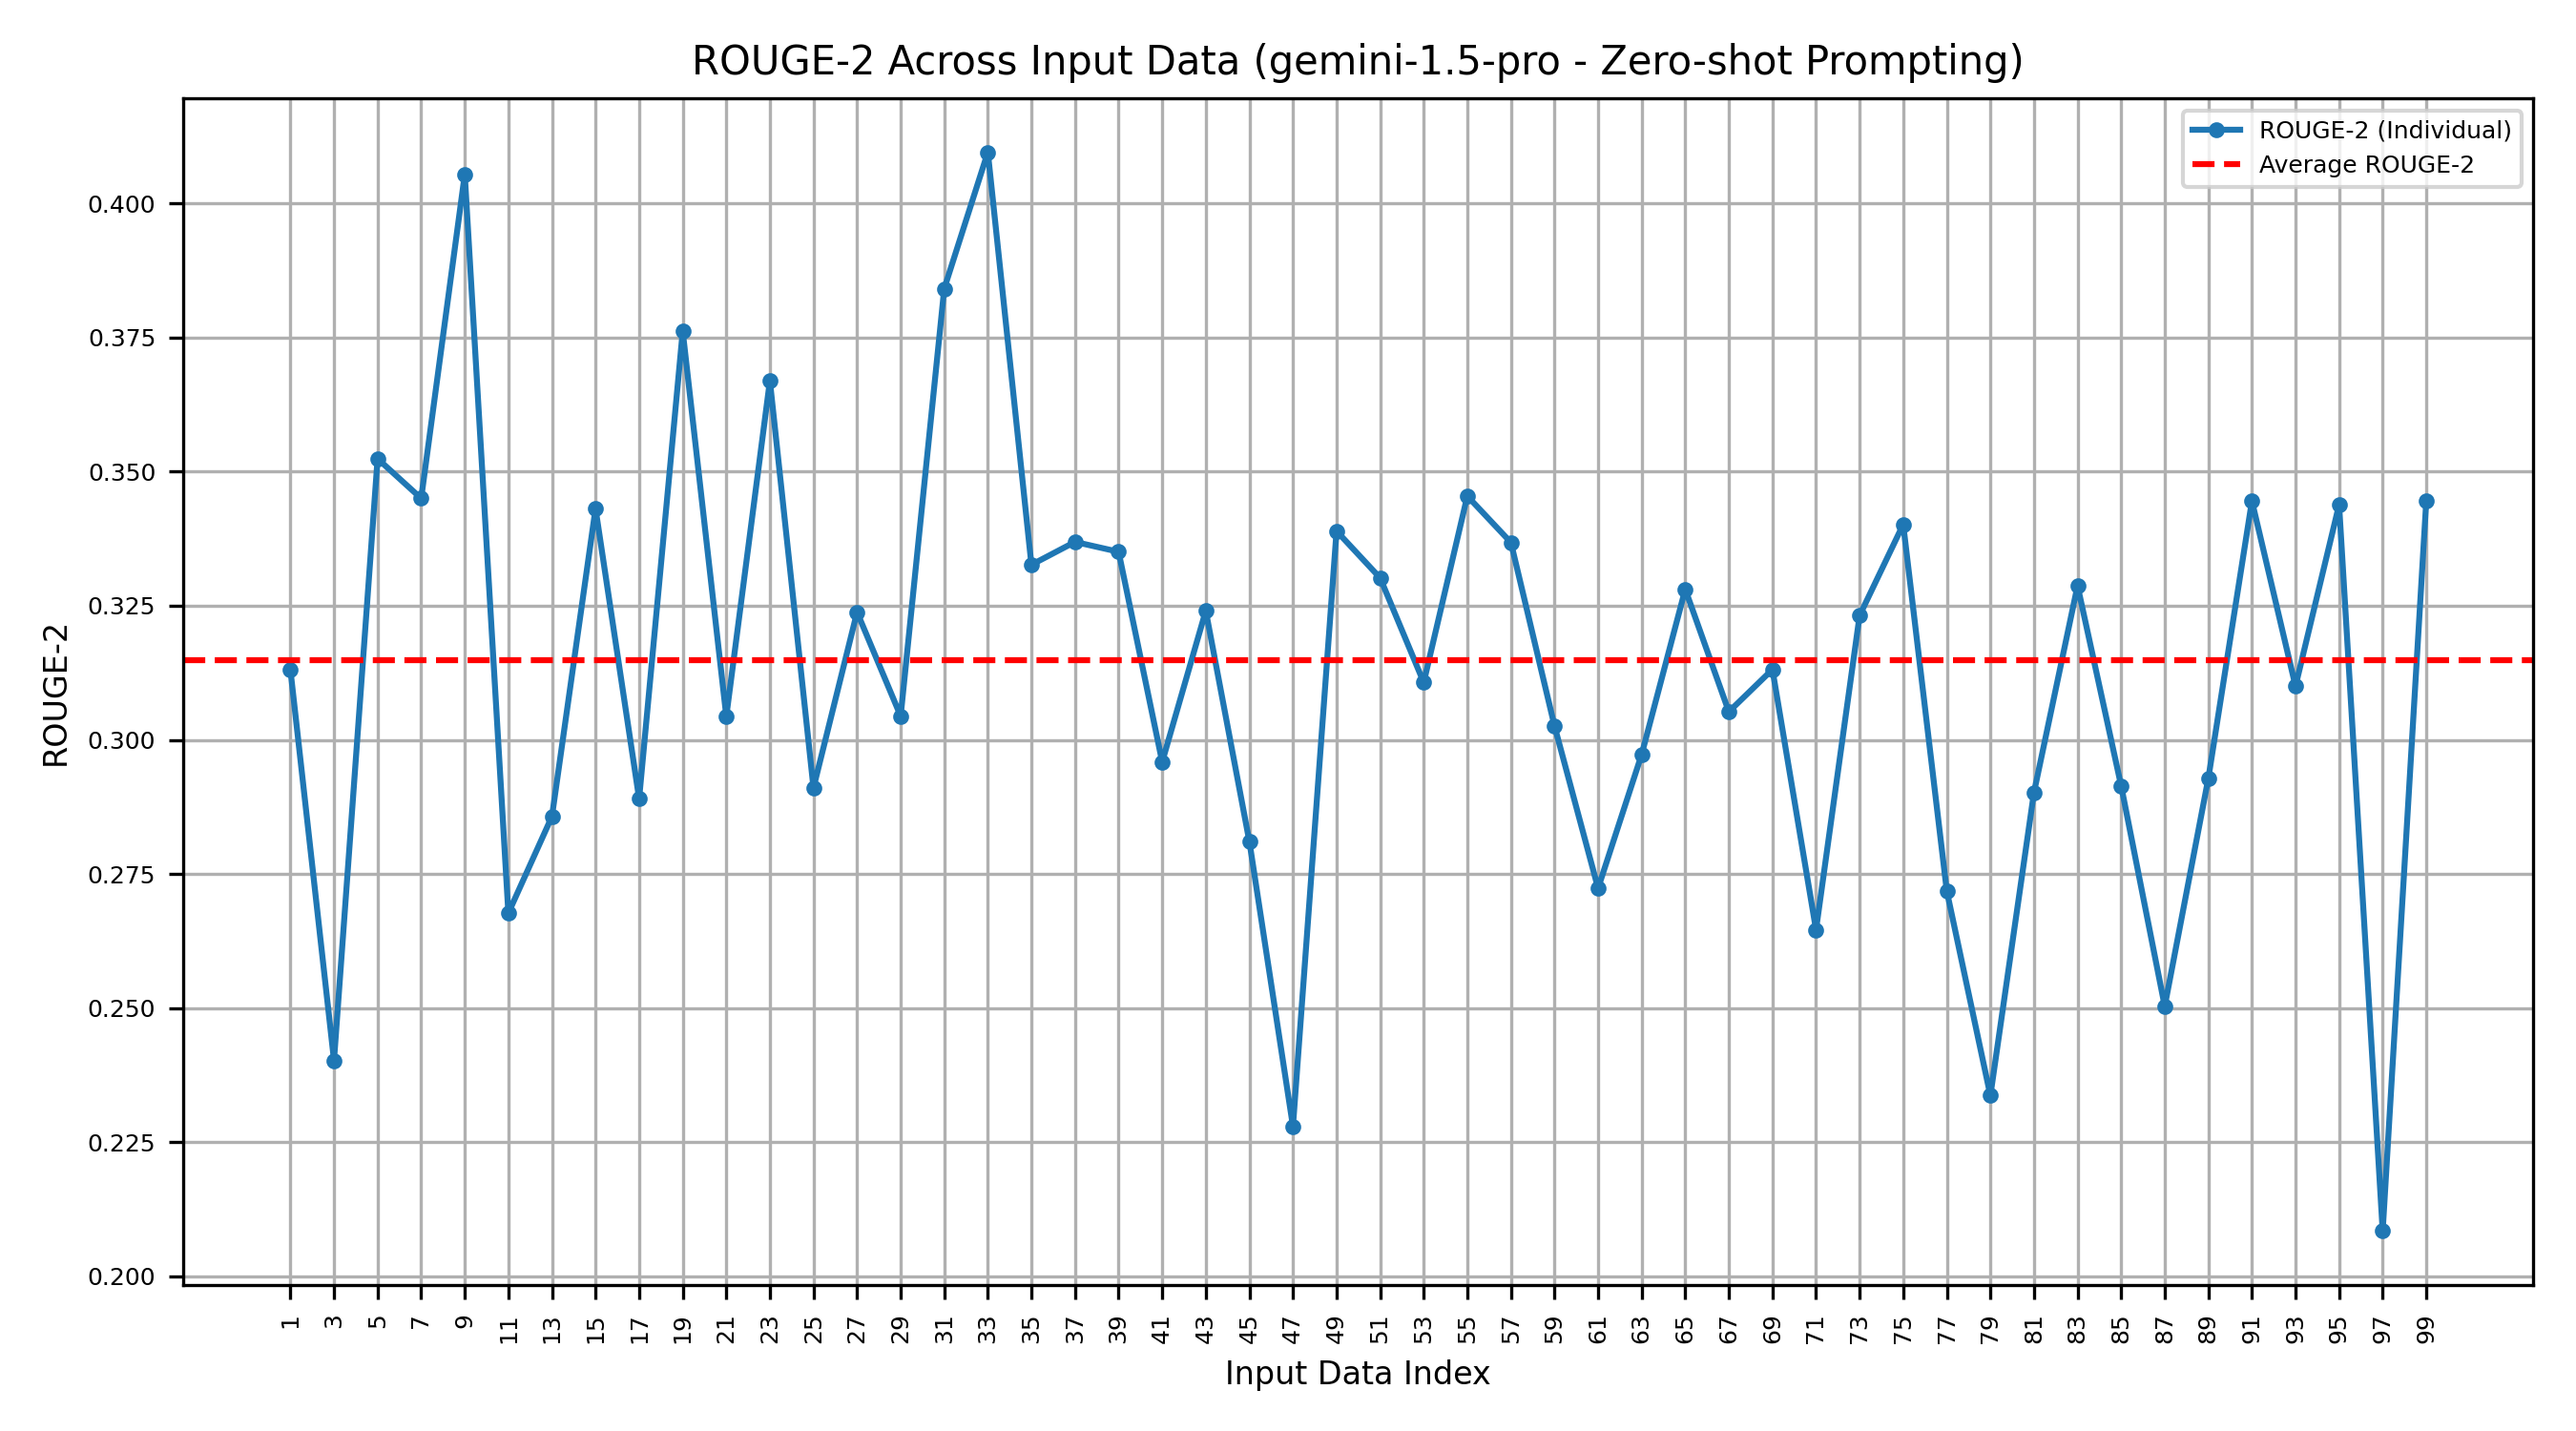 ROUGE-2 Across Input Data (gemini-1.5-pro - Zero-shot Prompting)
ROUGE-2 (Individual)
Average ROUGE-2
ROUGE-2
0.400
0.375
0.350
0.325
0.300
0.275
0.250
0.225
0.200
1 3 5 7 9 11 13 15 17 19 21 23 25 27 29 31 33 35 37 39 41 43 45 47 49 51 53 55 57 59 61 63 65 67 69 71 73 75 77 79 81 83 85 87 89 91 93 95 97 99
Input Data Index